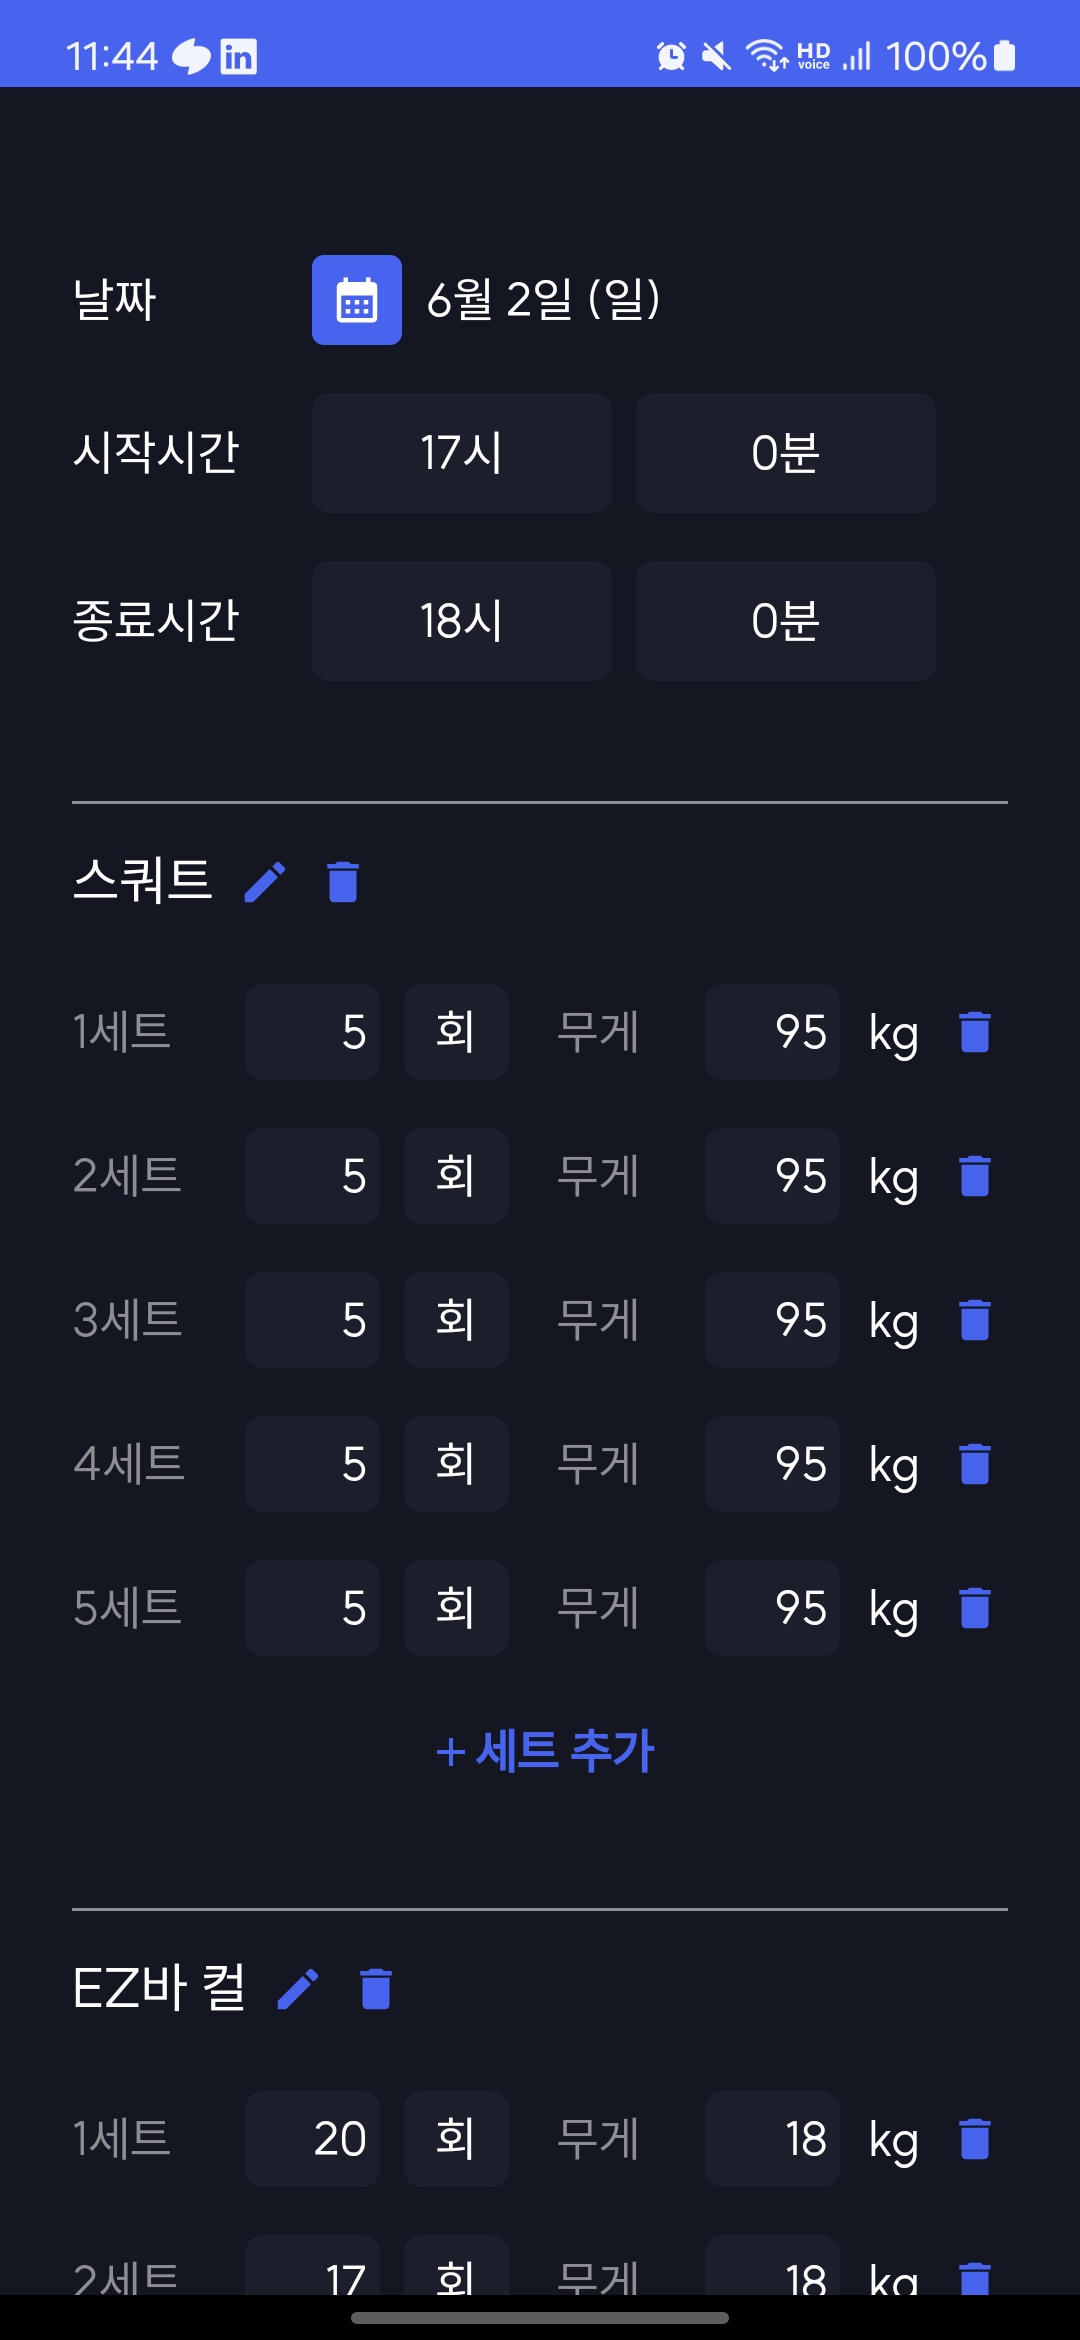 11:44 in HD voice 100%
날짜 6월 2일 (일)
시작시간 17시 0분
종료시간 18시 0분
스쿼트
1세트 5 회 무게 95 kg
2세트 5 회 무게 95 kg
3세트 5 회 무게 95 kg
4세트 5 회 무게 95 kg
5세트 5 회 무게 95 kg
+ 세트 추가
EZ바 컬
1세트 20 회 무게 18 kg
2세트 17 회 무게 18 kg